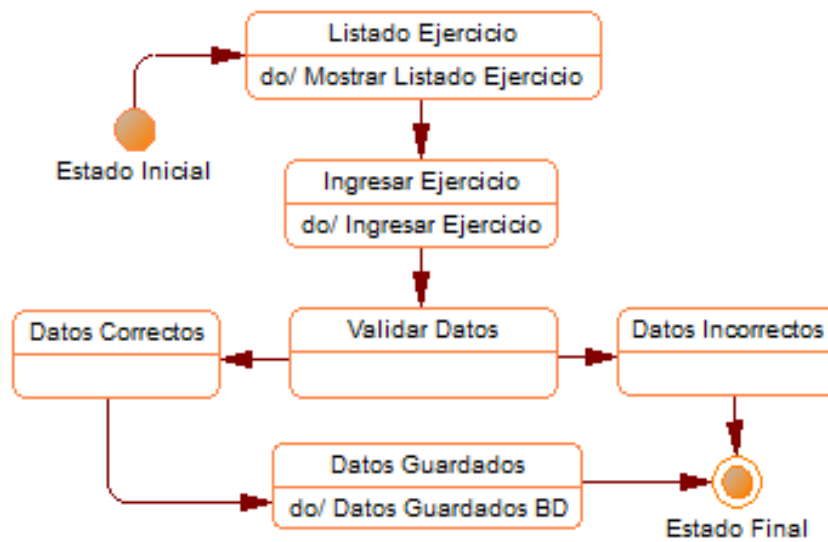 Listado Ejercicio
do/ Mostrar Listado Ejercicio
Estado Inicial
Ingresar Ejercicio
do/ Ingresar Ejercicio
Datos Correctos
Validar Datos
Datos Incorrectos
Datos Guardados
do/ Datos Guardados BD
Estado Final